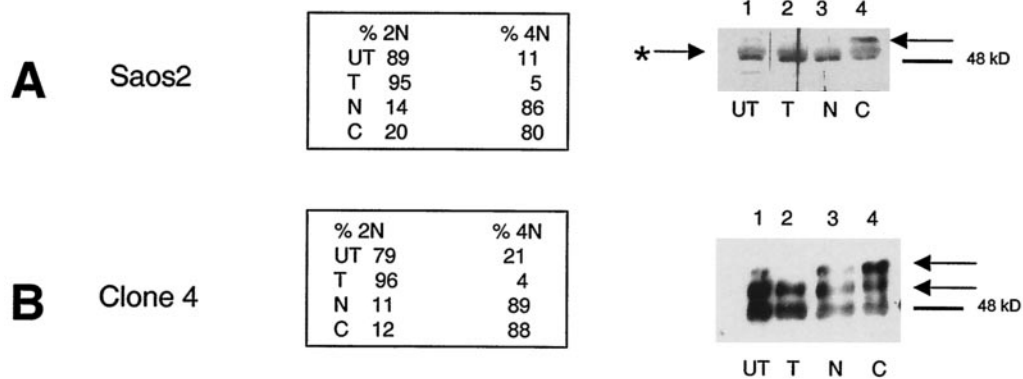 1 2 3 4
A Saos2
% 2N % 4N
UT 89 11
T 95 5
N 14 86
C 20 80
*
48 kD
UT T N C
1 2 3 4
B Clone 4
% 2N % 4N
UT 79 21
T 96 4
N 11 89
C 12 88
48 kD
UT T N C